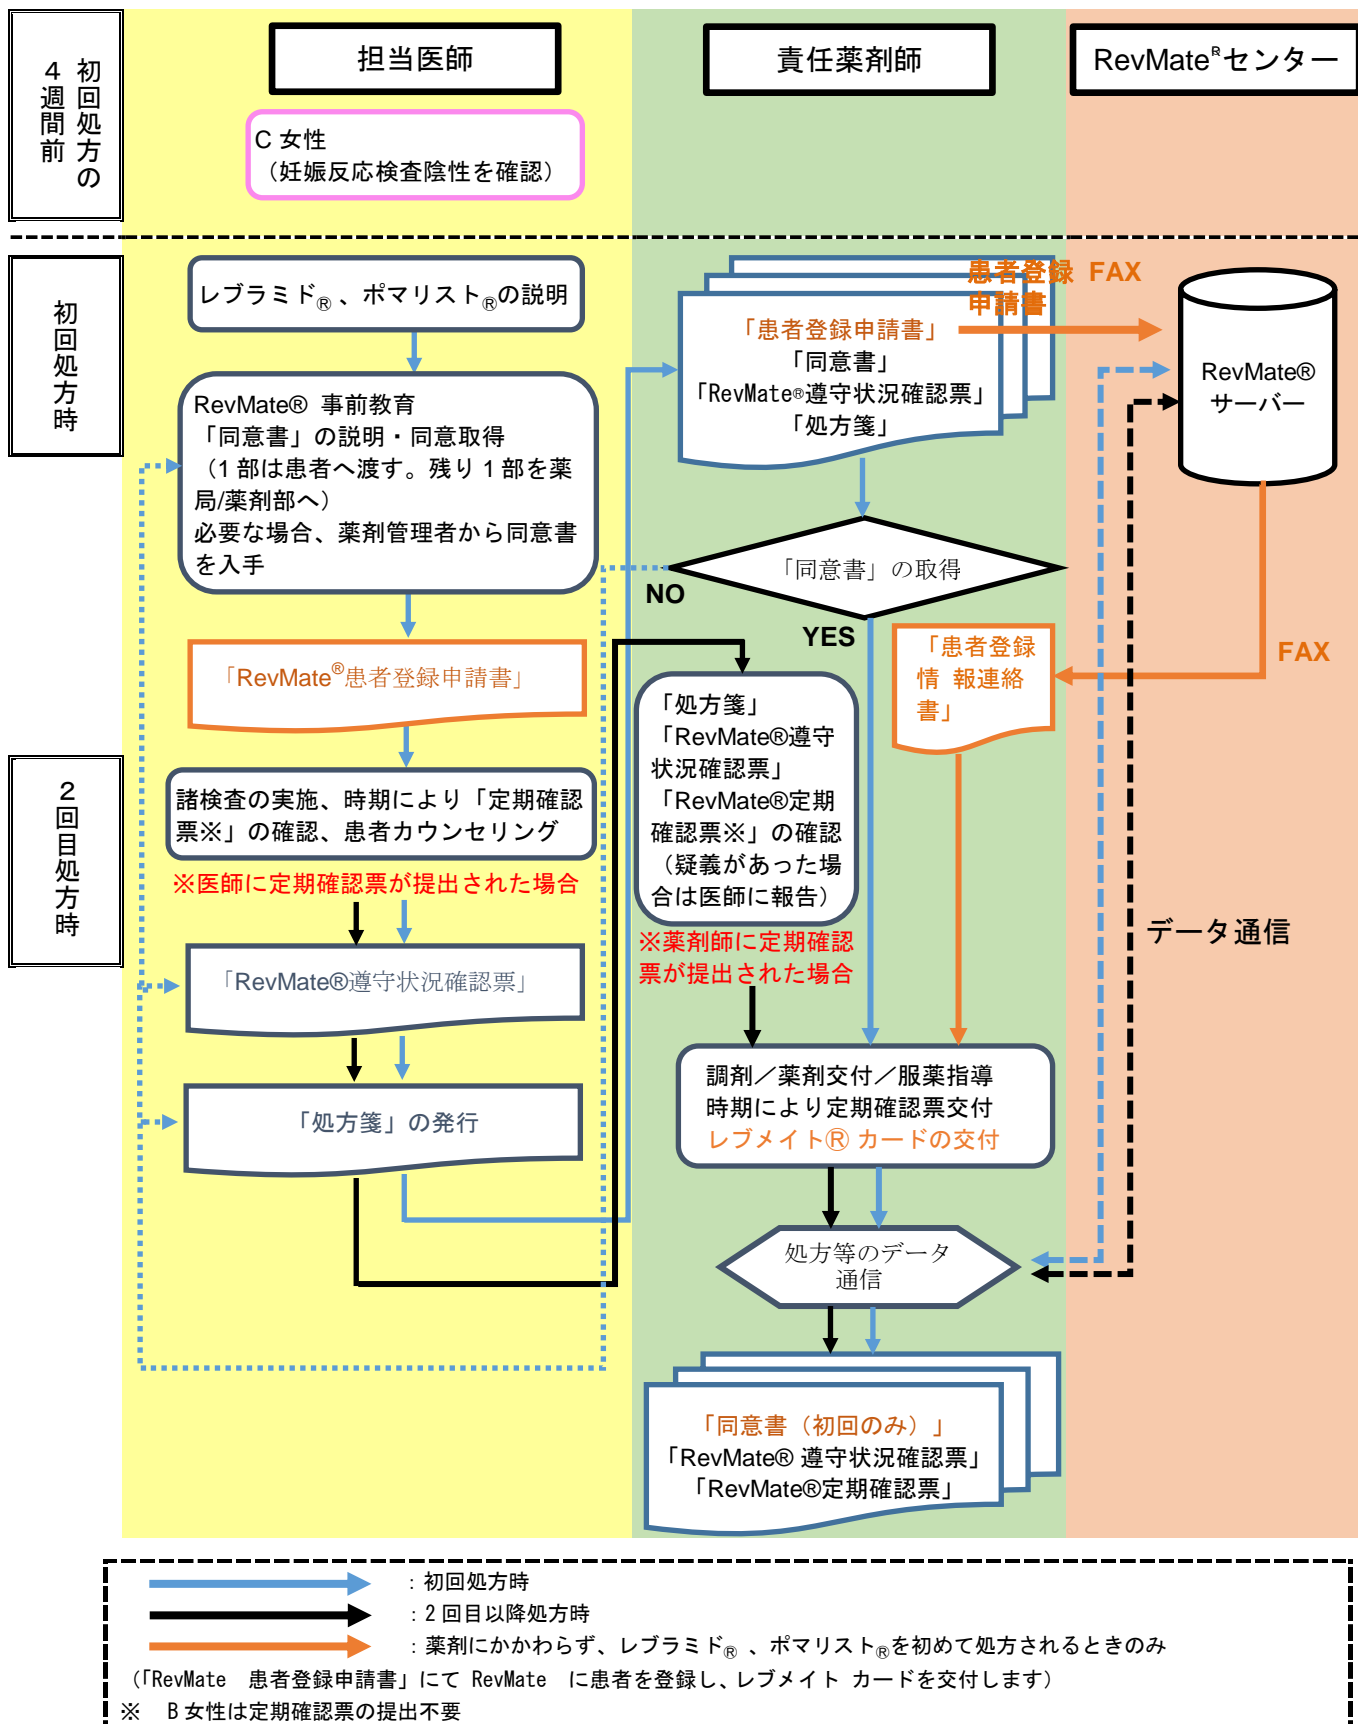 初回処方の
４週間前
担当医師
責任薬剤師
RevMate®センター
C 女性
（妊娠反応検査陰性を確認）
初回処方時
レブラミド®、ポマリスト®の説明
RevMate® 事前教育
「同意書」の説明・同意取得
（1 部は患者へ渡す。残り 1 部を薬
局/薬剤部へ）
必要な場合、薬剤管理者から同意書
を入手
「RevMate®患者登録申請書」
２回目処方時
諸検査の実施、時期により「定期確認
票※」の確認、患者カウンセリング
※医師に定期確認票が提出された場合
「RevMate®遵守状況確認票」
「処方箋」の発行
患者登録 FAX
申請書
「患者登録申請書」
「同意書」
「RevMate®遵守状況確認票」
「処方箋」
RevMate®
サーバー
「同意書」の取得
NO
YES
「患者登録
情 報連絡
書」
FAX
「処方箋」
「RevMate®遵守
状況確認票」
「RevMate®定期
確認票※」の確認
（疑義があった場
合は医師に報告）
※薬剤師に定期確認
票が提出された場合
データ通信
調剤／薬剤交付／服薬指導
時期により定期確認票交付
レブメイトⓇ カードの交付
処方等のデータ
通信
「同意書（初回のみ）」
「RevMate® 遵守状況確認票」
「RevMate®定期確認票」
：初回処方時
：2 回目以降処方時
：薬剤にかかわらず、レブラミド®、ポマリスト®を初めて処方されるときのみ
（「RevMate　患者登録申請書」にて RevMate　に患者を登録し、レブメイト カードを交付します）
※　B 女性は定期確認票の提出不要